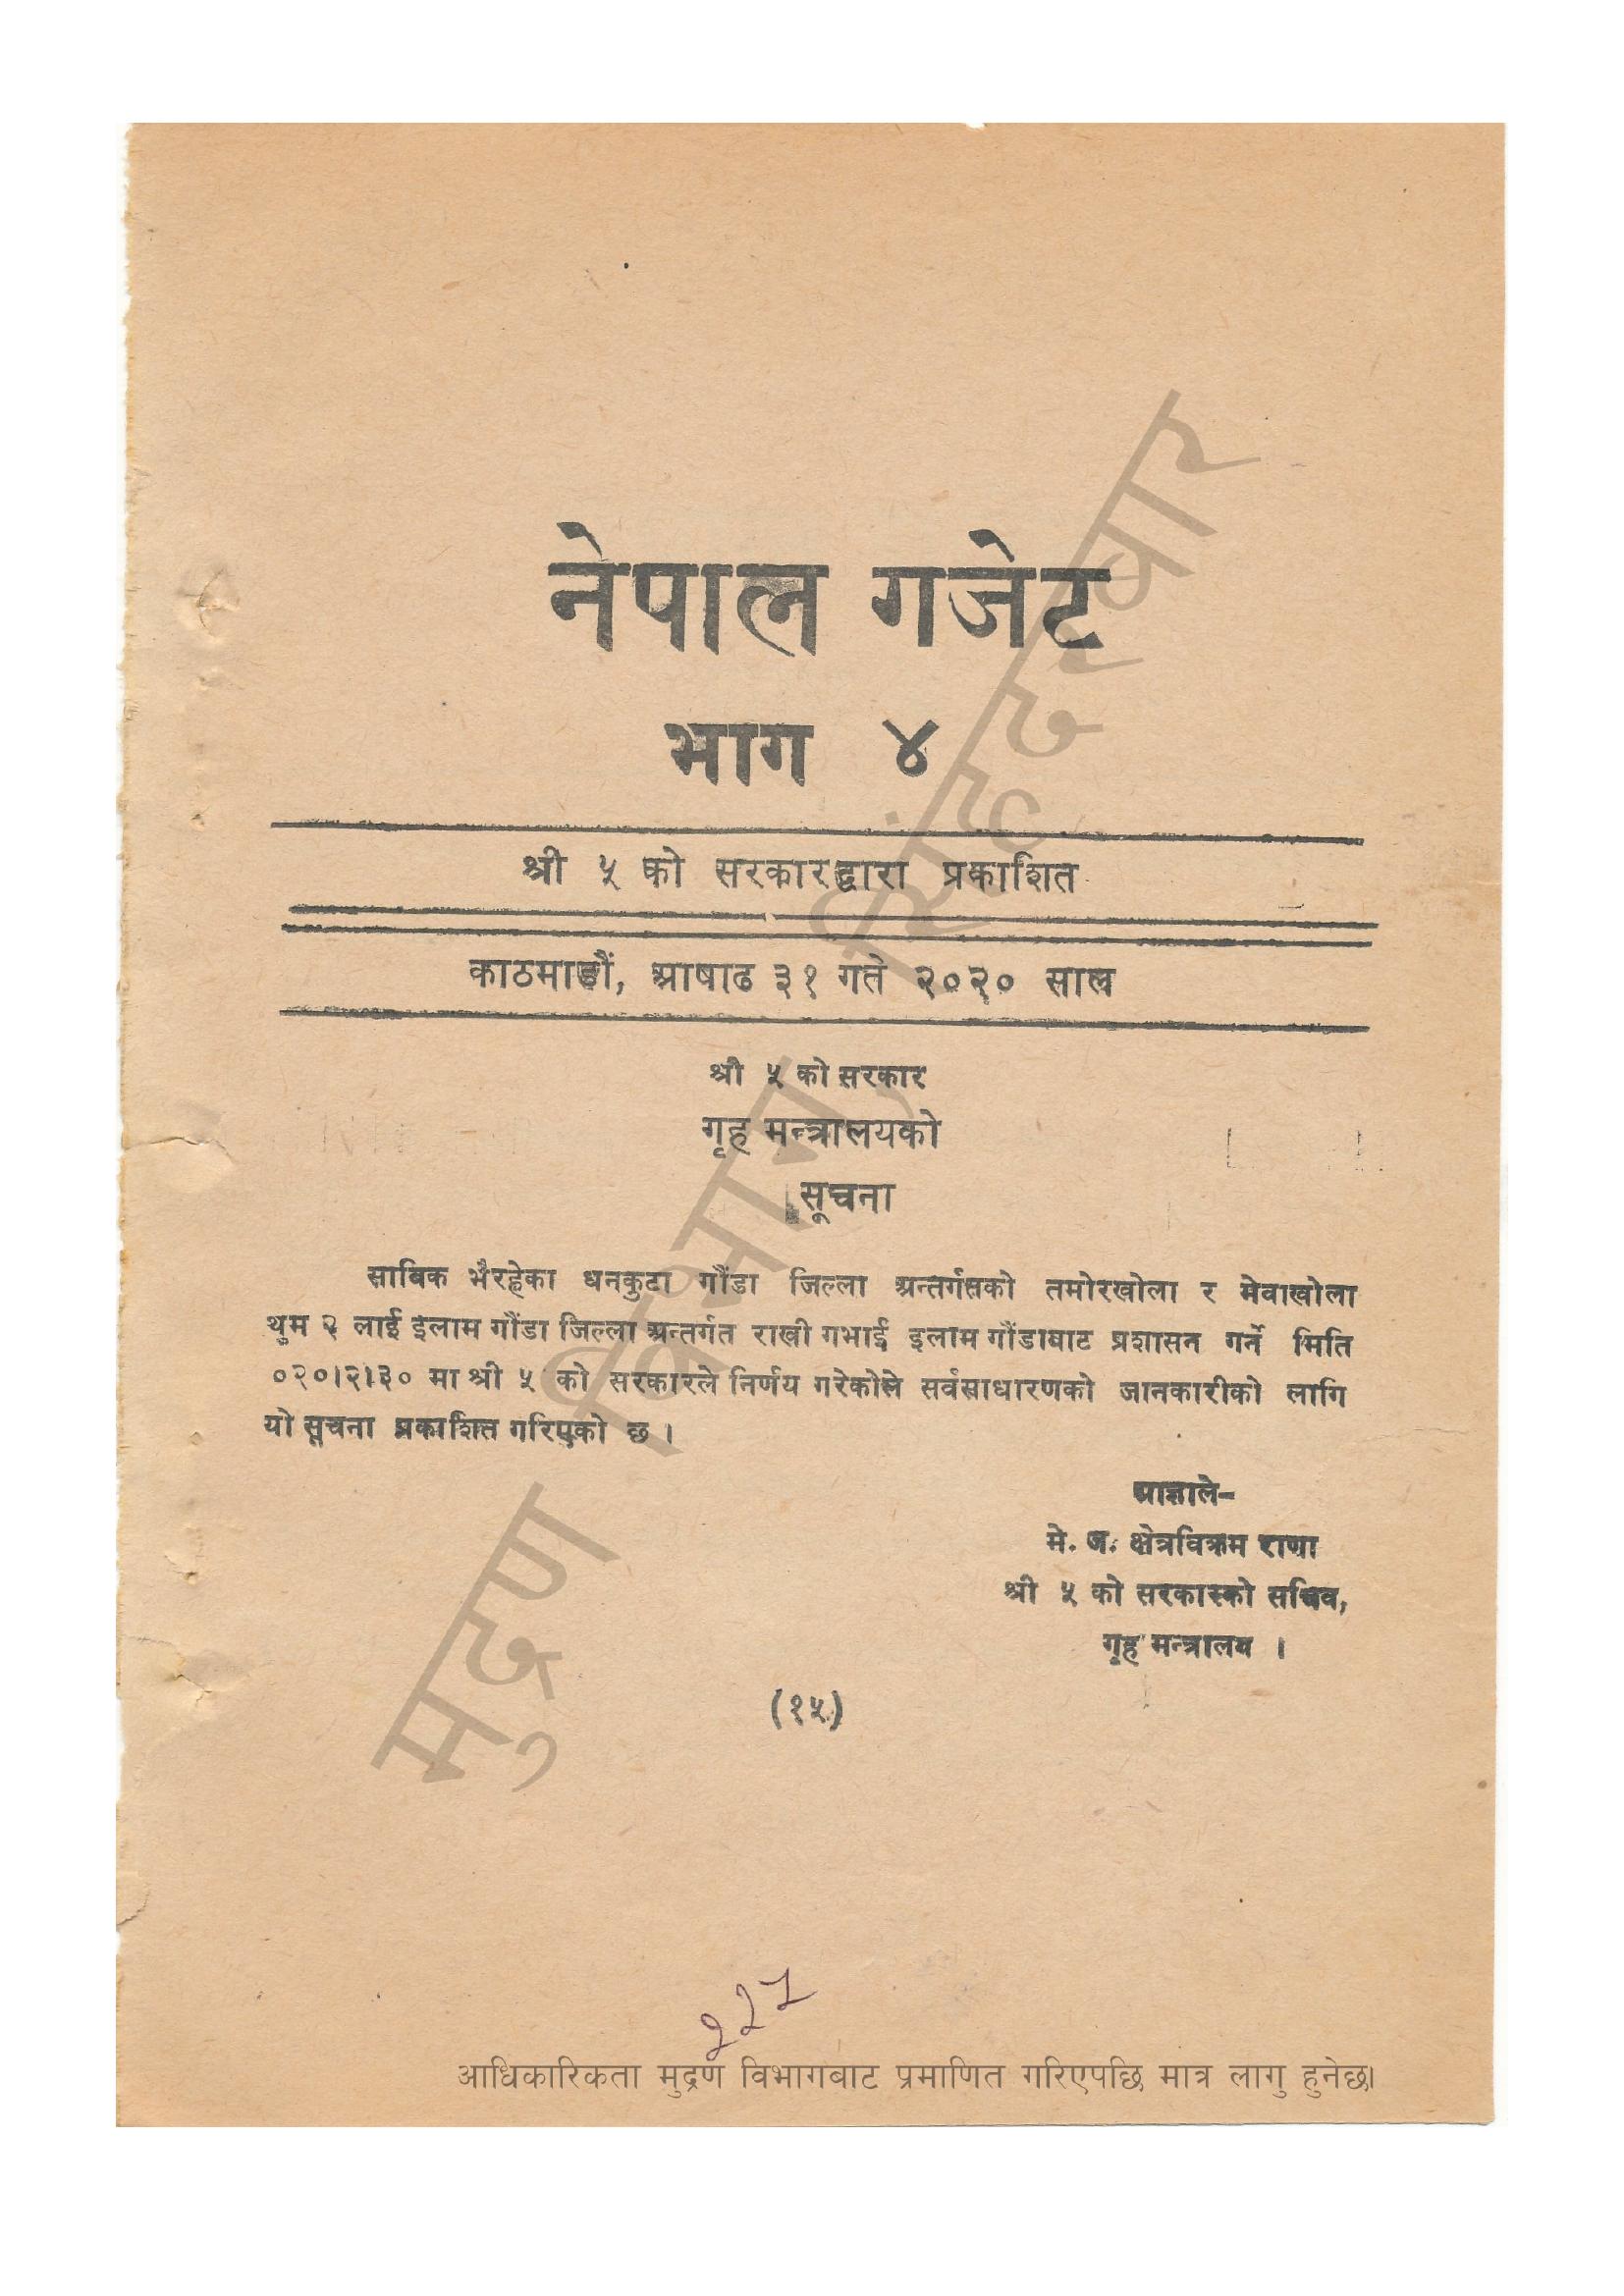 नेपाल गजेट
भाग ४
श्री ५ को सरकारद्वारा प्रकाशित
काठमाडौं, आषाढ ३१ गते २०२० साल
श्री ५ को सरकार
गृह मन्त्रालयको
सूचना
साबिक भैरहेका धनकुटा गौंडा जिल्ला अन्तर्गतको तमोरखोला र मेवाखोला
थुम २ लाई इलाम गौंडा जिल्ला अन्तर्गत राखी गभाई इलाम गौंडाबाट प्रशासन गर्ने मिति
०२०।२।३० मा श्री ५ को सरकारले निर्णय गरेकोले सर्वसाधारणको जानकारीको लागि
यो सूचना प्रकाशित गरिएको छ ।
आज्ञाले-
मे. ज. क्षेत्रविक्रम राणा
श्री ५ को सरकारको सचिव,
गृह मन्त्रालय ।
(१५)
२२५
आधिकारिकता मुद्रण विभागबाट प्रमाणित गरिएपछि मात्र लागु हुनेछ।
मुद्रण विभाग, सिंहदरवार